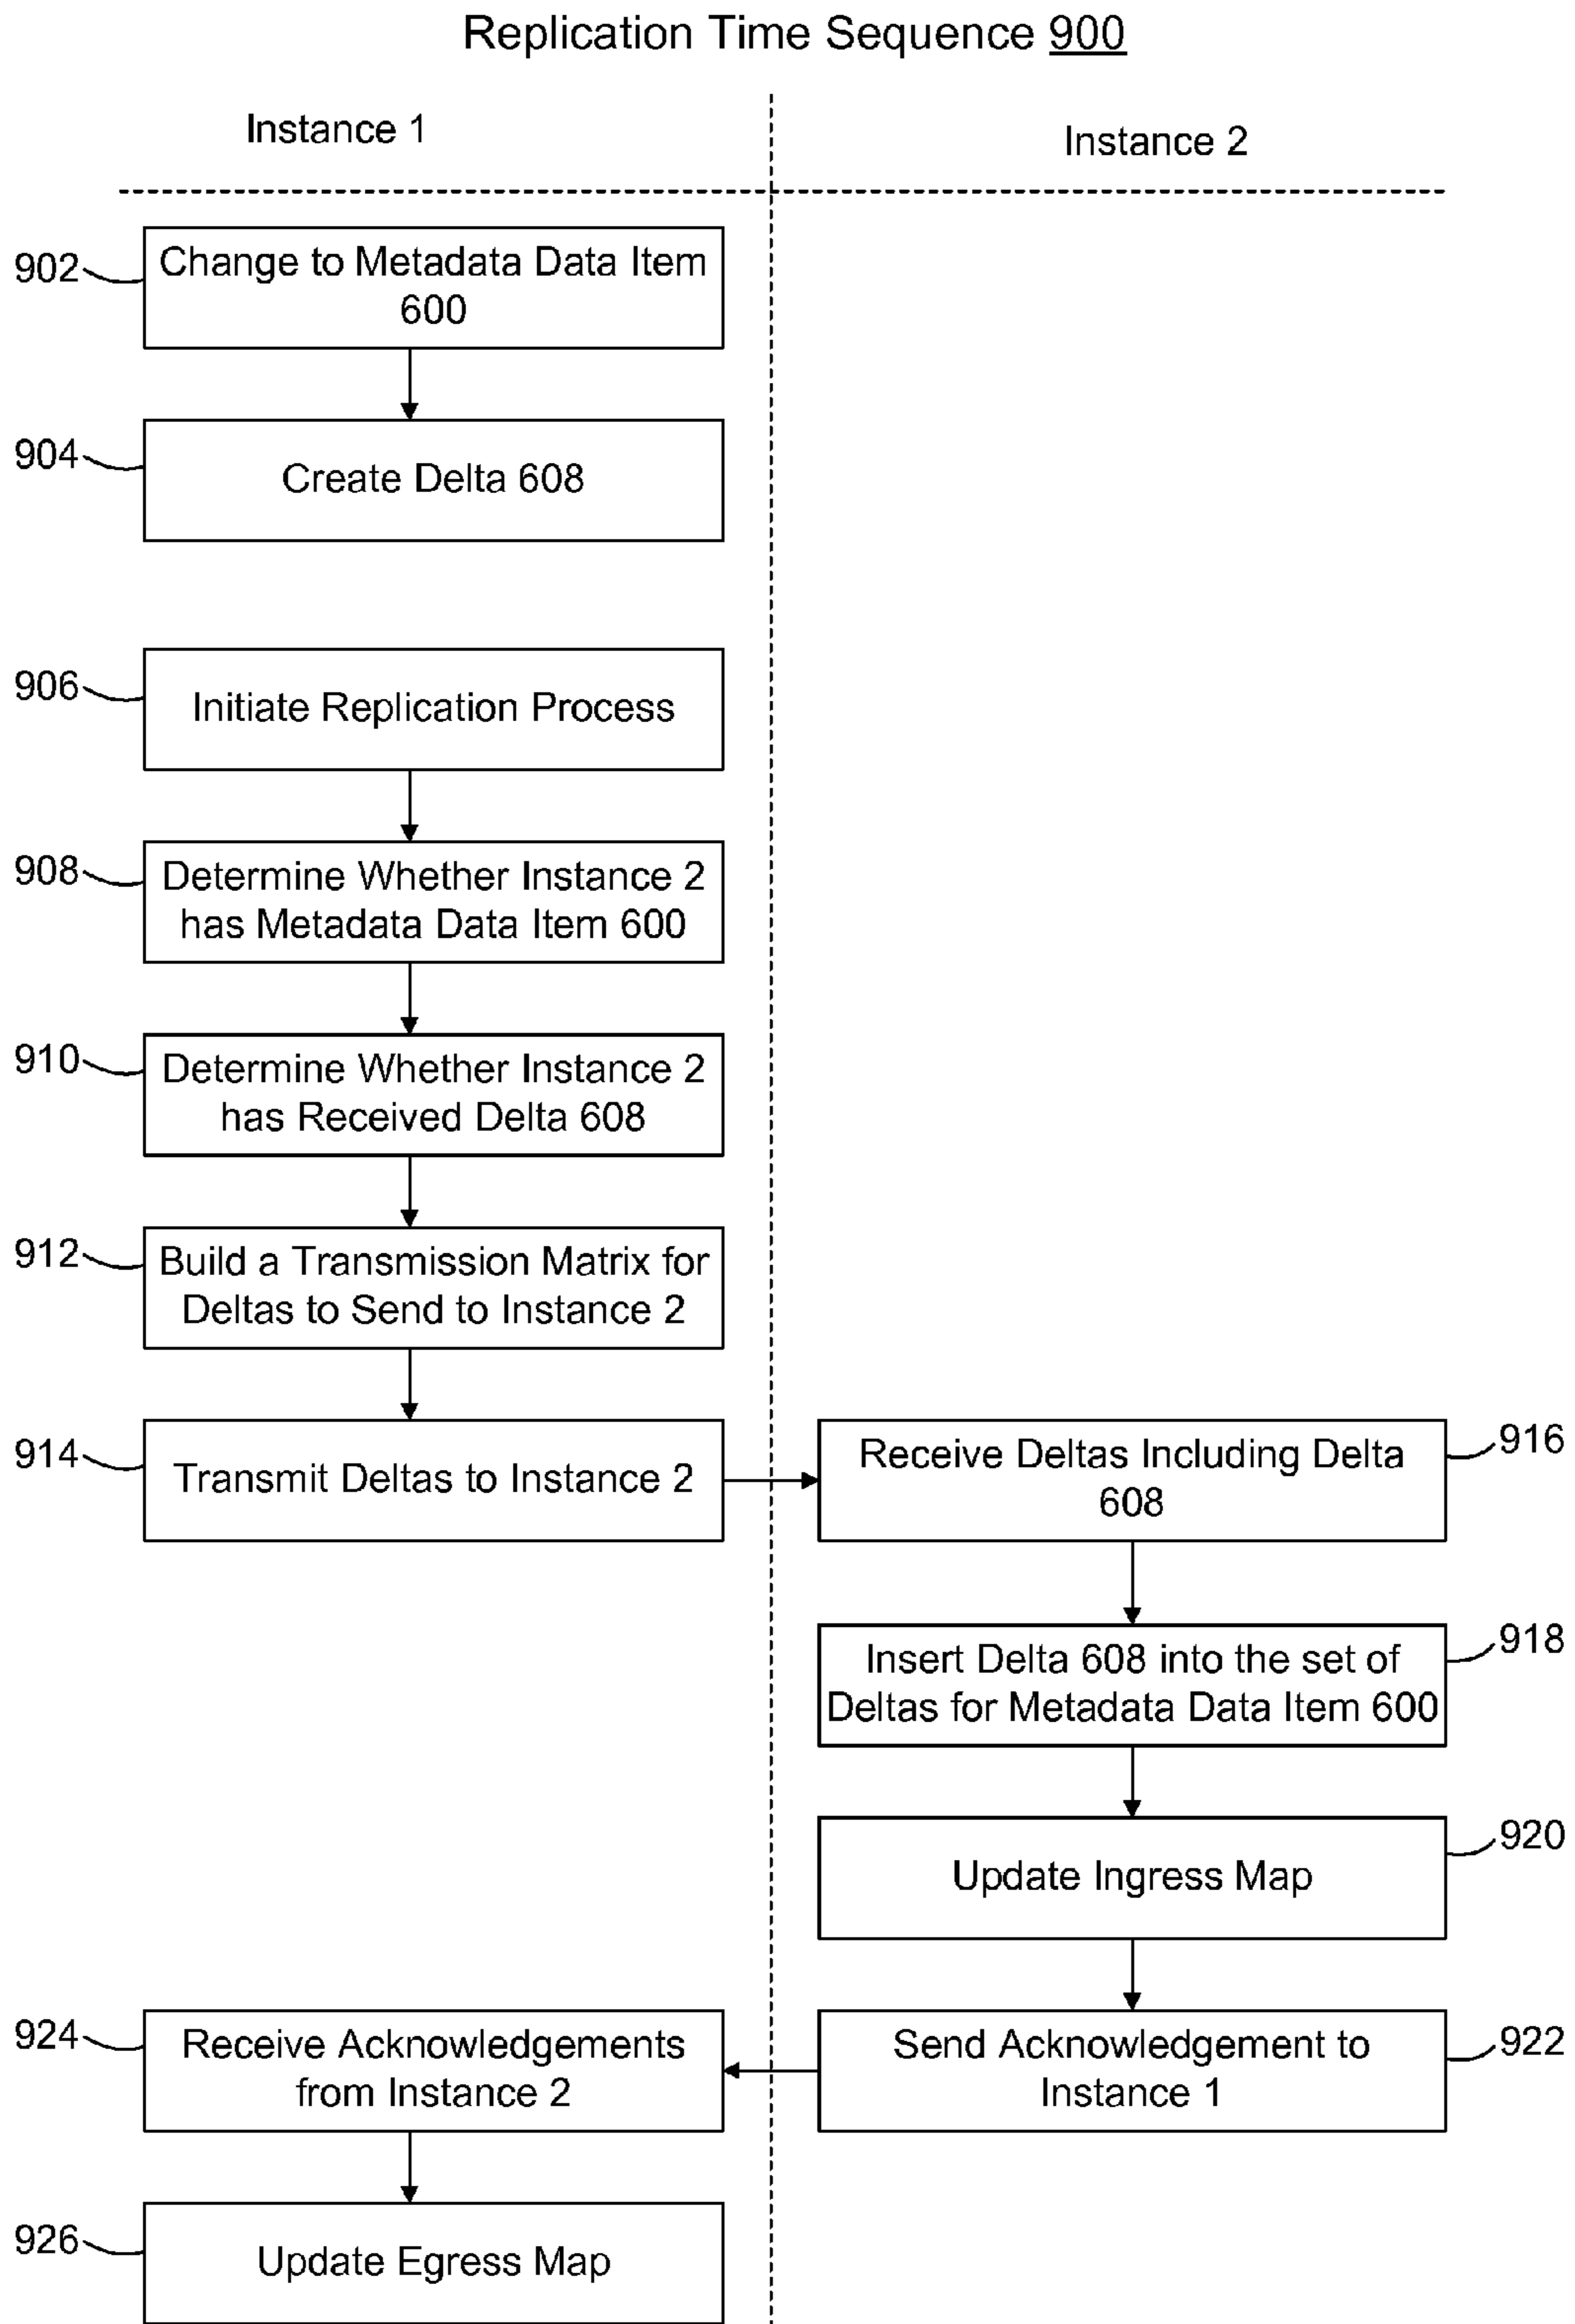 Replication Time Sequence 900
Instance 1
Instance 2
902
Change to Metadata Data Item
600
904
Create Delta 608
906
Initiate Replication Process
908
Determine Whether Instance 2
has Metadata Data Item 600
910
Determine Whether Instance 2
has Received Delta 608
912
Build a Transmission Matrix for
Deltas to Send to Instance 2
914
Transmit Deltas to Instance 2
Receive Deltas Including Delta
608
916
Insert Delta 608 into the set of
Deltas for Metadata Data Item 600
918
Update Ingress Map
920
Send Acknowledgement to
Instance 1
922
924
Receive Acknowledgements
from Instance 2
926
Update Egress Map